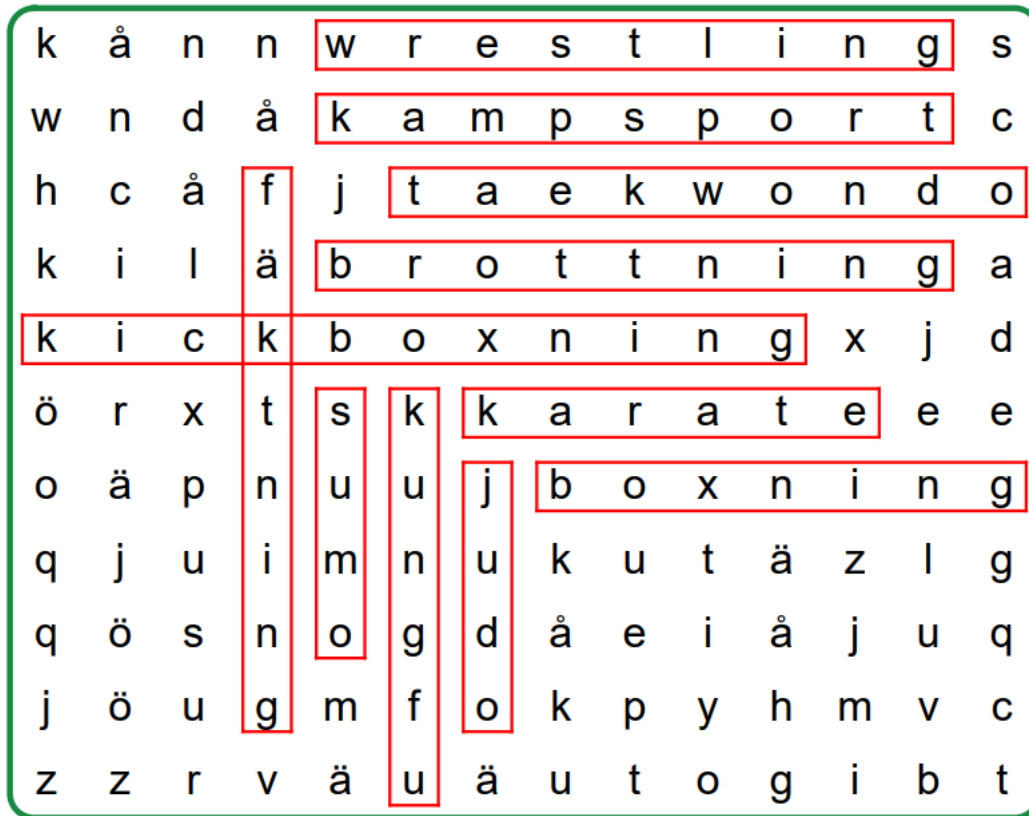 k å n n w r e s t l i n g s
w n d å k a m p s p o r t c
h c å f j t a e k w o n d o
k i l ä b r o t t n i n g a
k i c k b o x n i n g x j d
ö r x t s k k a r a t e e e
o ä p n u u j b o x n i n g
q j u i m n u k u t ä z l g
q ö s n o g d å e i å j u q
j ö u g m f o k p y h m v c
z z r v ä u ä u t o g i b t